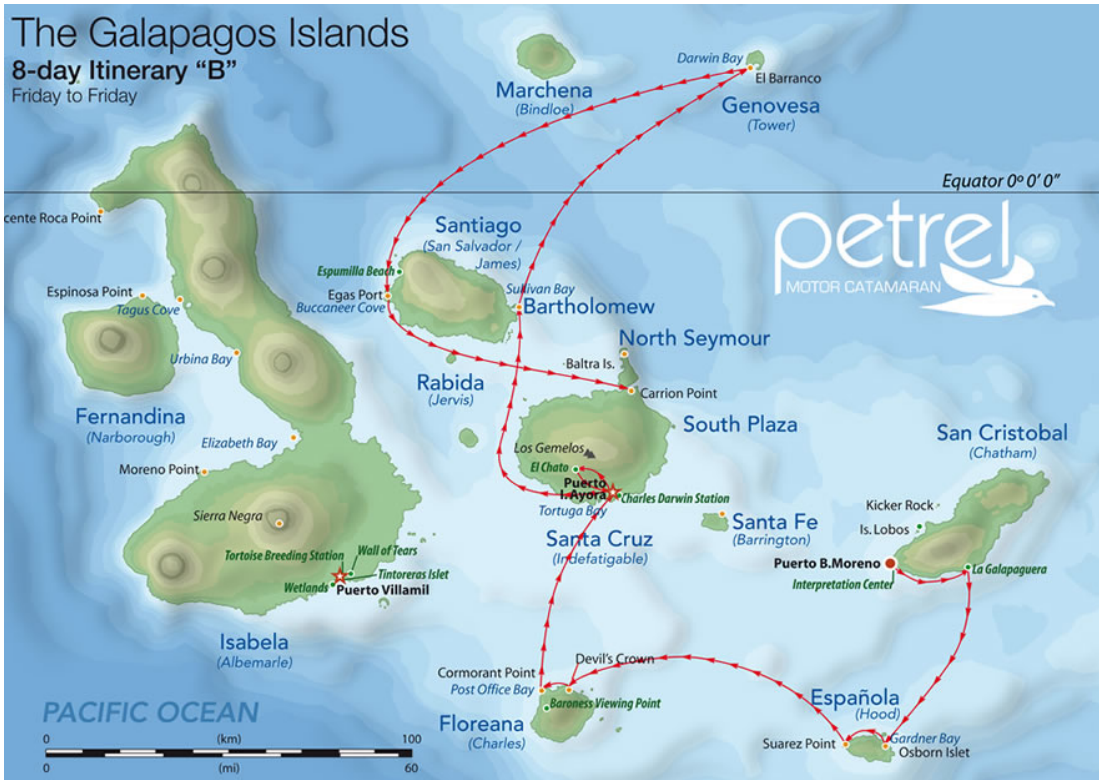 The Galapagos Islands
8-day Itinerary “B”
Friday to Friday
Marchena
(Bindloe)
Darwin Bay
El Barranco
Genovesa
(Tower)
Equator 0º 0’ 0”
petrel
MOTOR CATAMARAN
cente Roca Point
Santiago
(San Salvador /
James)
Espumilla Beach
Egas Port
Buccaneer Cove
Sullivan Bay
Bartholomew
Espinosa Point
Tagus Cove
Urbina Bay
Fernandina
(Narborough)
Rabida
(Jervis)
North Seymour
Baltra Is.
Carrion Point
South Plaza
Elizabeth Bay
Moreno Point
Sierra Negra
Los Gemelos
El Chato
Puerto
I. Ayora
Charles Darwin Station
Tortuga Bay
Santa Cruz
(Indefatigable)
Santa Fe
(Barrington)
San Cristobal
(Chatham)
Kicker Rock
Is. Lobos
Puerto B.Moreno
Interpretation Center
La Galapaguera
Tortoise Breeding Station
Wall of Tears
Tintoreras Islet
Wetlands
Puerto Villamil
Isabela
(Albemarle)
Cormorant Point
Post Office Bay
Devil’s Crown
Baroness Viewing Point
Floreana
(Charles)
Española
(Hood)
Suarez Point
Gardner Bay
Osborn Islet
PACIFIC OCEAN
0 (km) 100
0 (mi) 60